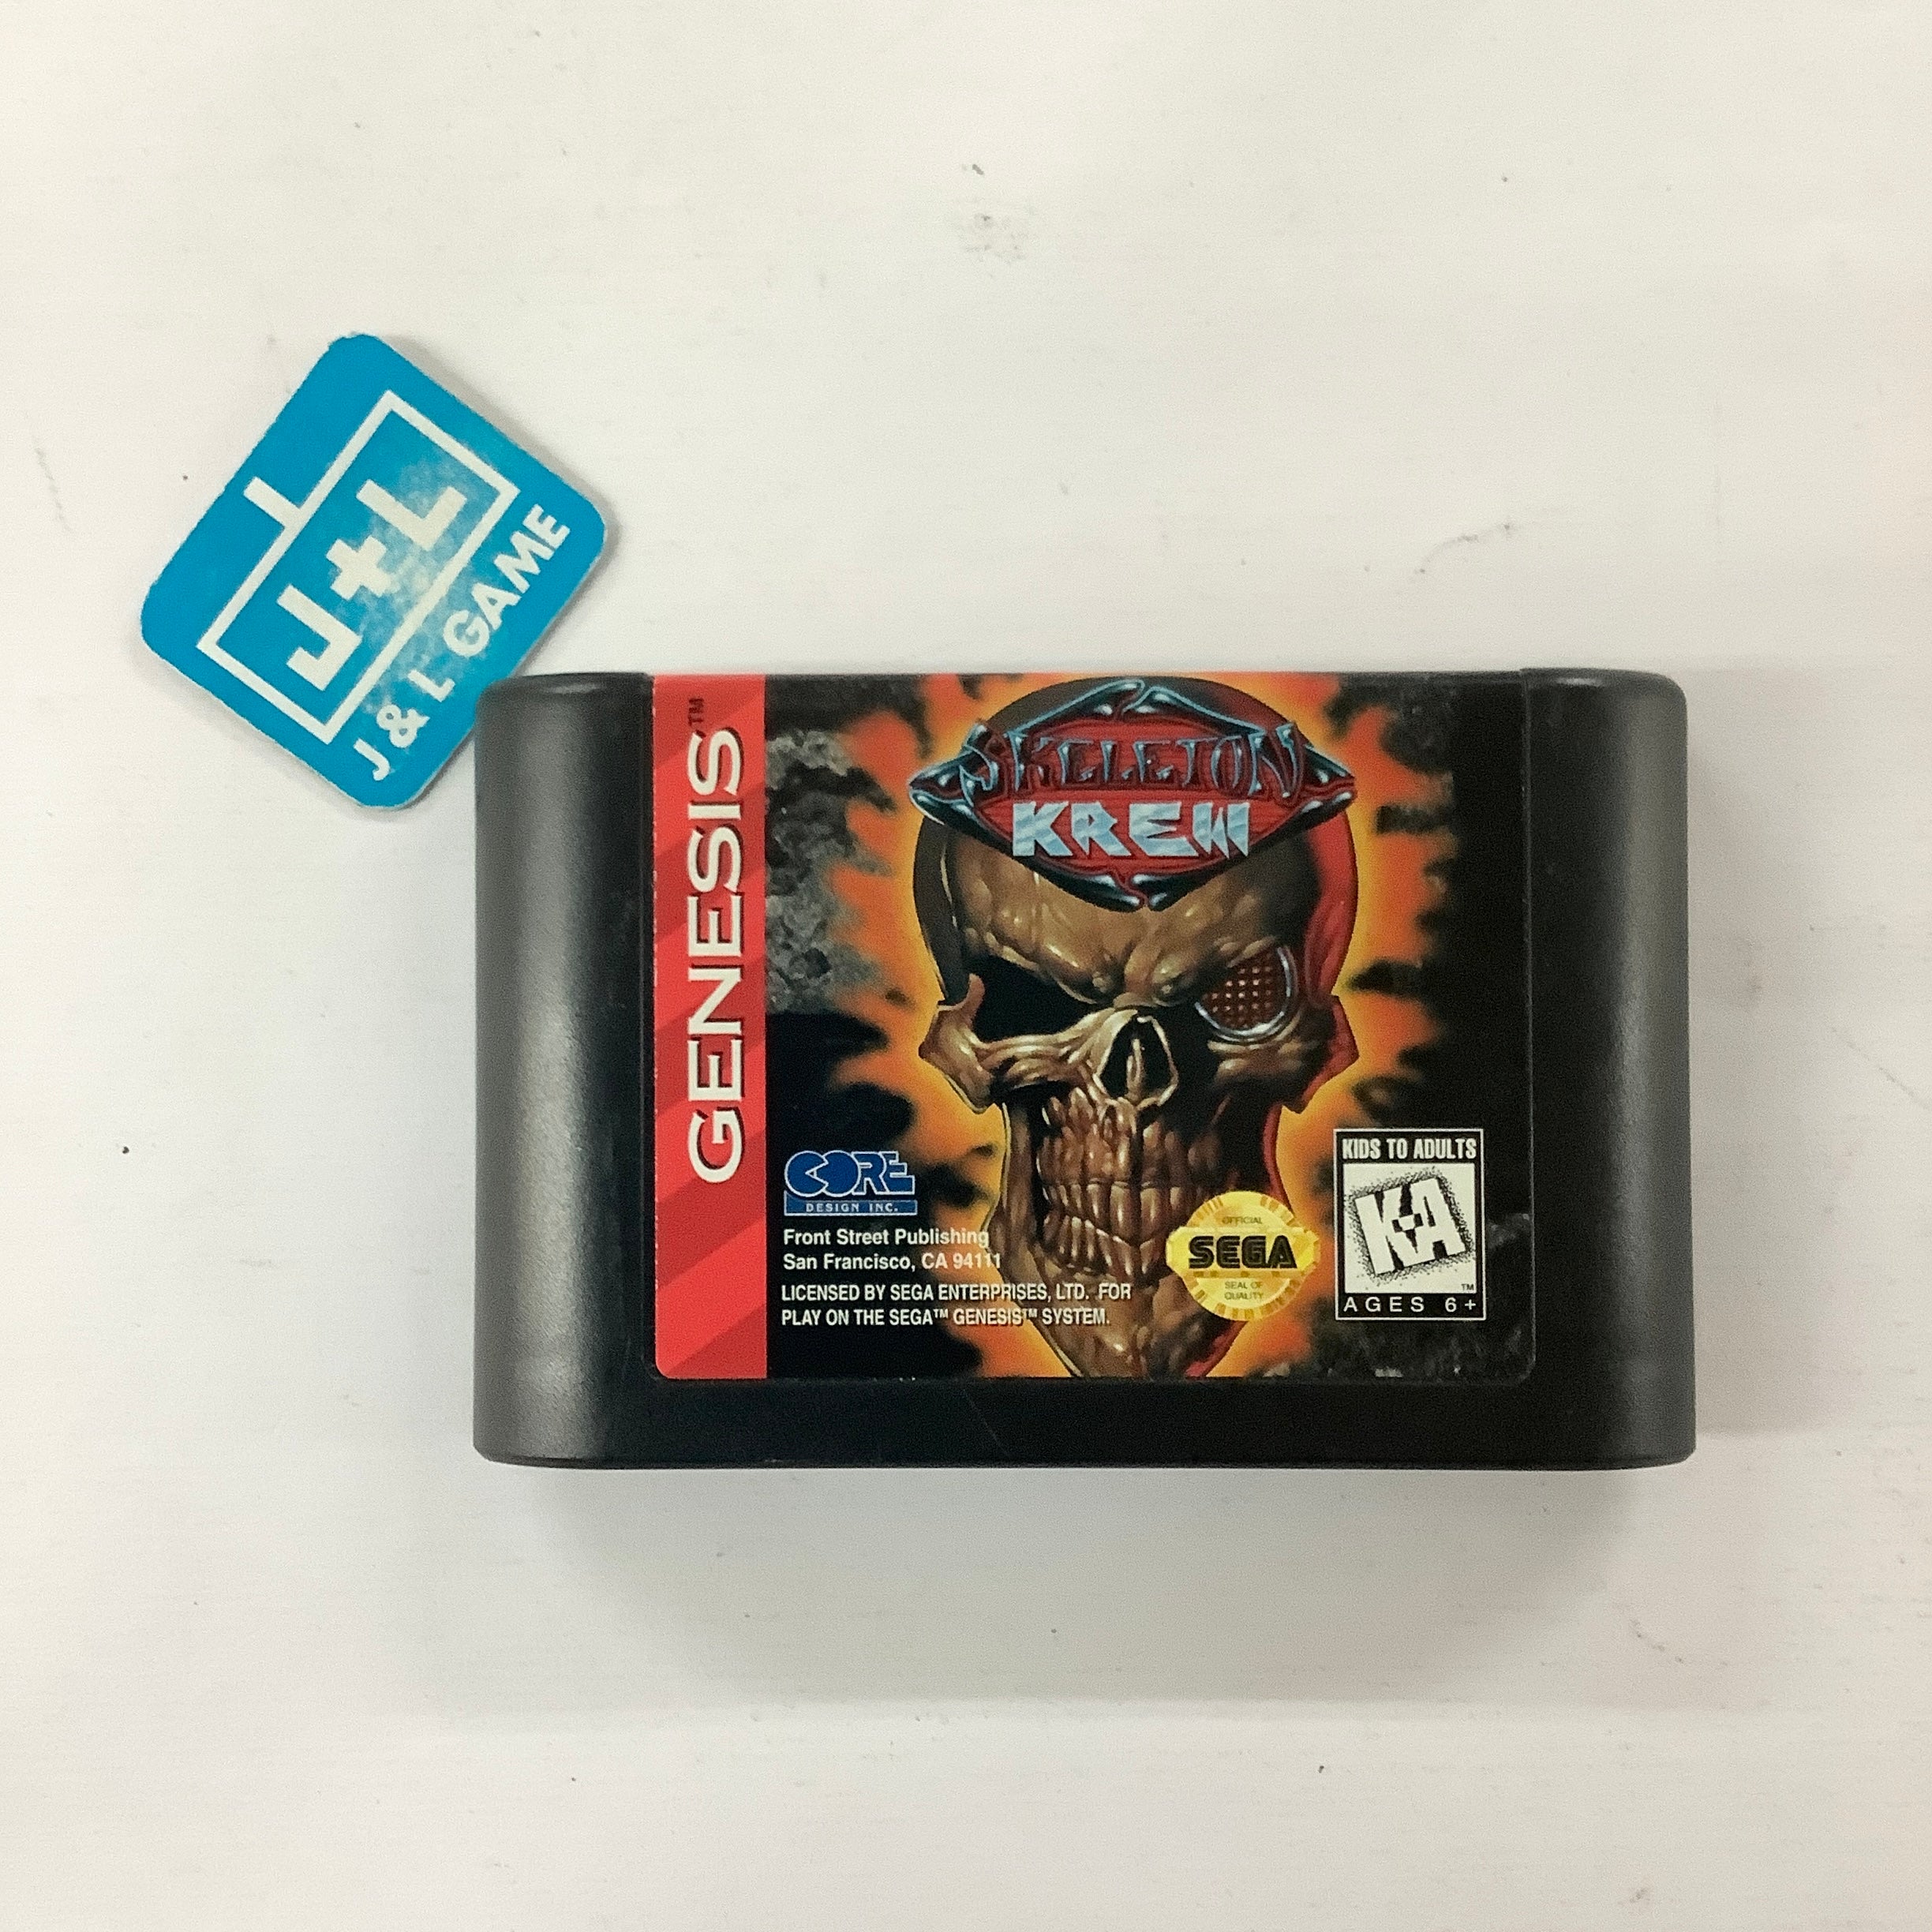 J+L
J & L GAME
GENESIS™
SKELETON
KREW
CORE
DESIGN INC.
Front Street Publishing
San Francisco, CA 94111
LICENSED BY SEGA ENTERPRISES, LTD. FOR
PLAY ON THE SEGA™ GENESIS™ SYSTEM.
OFFICIAL
SEGA
SEAL OF
QUALITY
KIDS TO ADULTS
K-A
™
AGES 6+